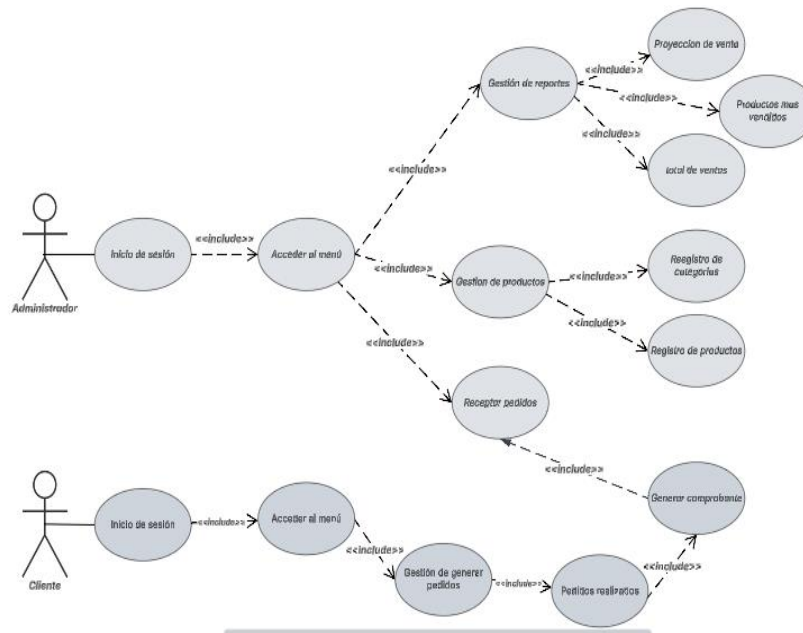 Proyeccion de venta
<<include>>
Gestión de reportes
<<include>>
Productos mas
vendidos
<<include>>
total de ventas
<<include>>
Inicio de sesión
<<include>>
Acceder al menú
<<include>>
Gestion de productos
<<include>>
Reegistro de
categorias
<<include>>
Registro de productos
Administrador
<<include>>
Receptar pedidos
<<include>>
Generar comprobante
Inicio de sesión
<<include>>
Acceder al menú
<<include>>
Gestión de generar
pedidos
<<include>>
Pedidos realizados
<<include>>
Cliente